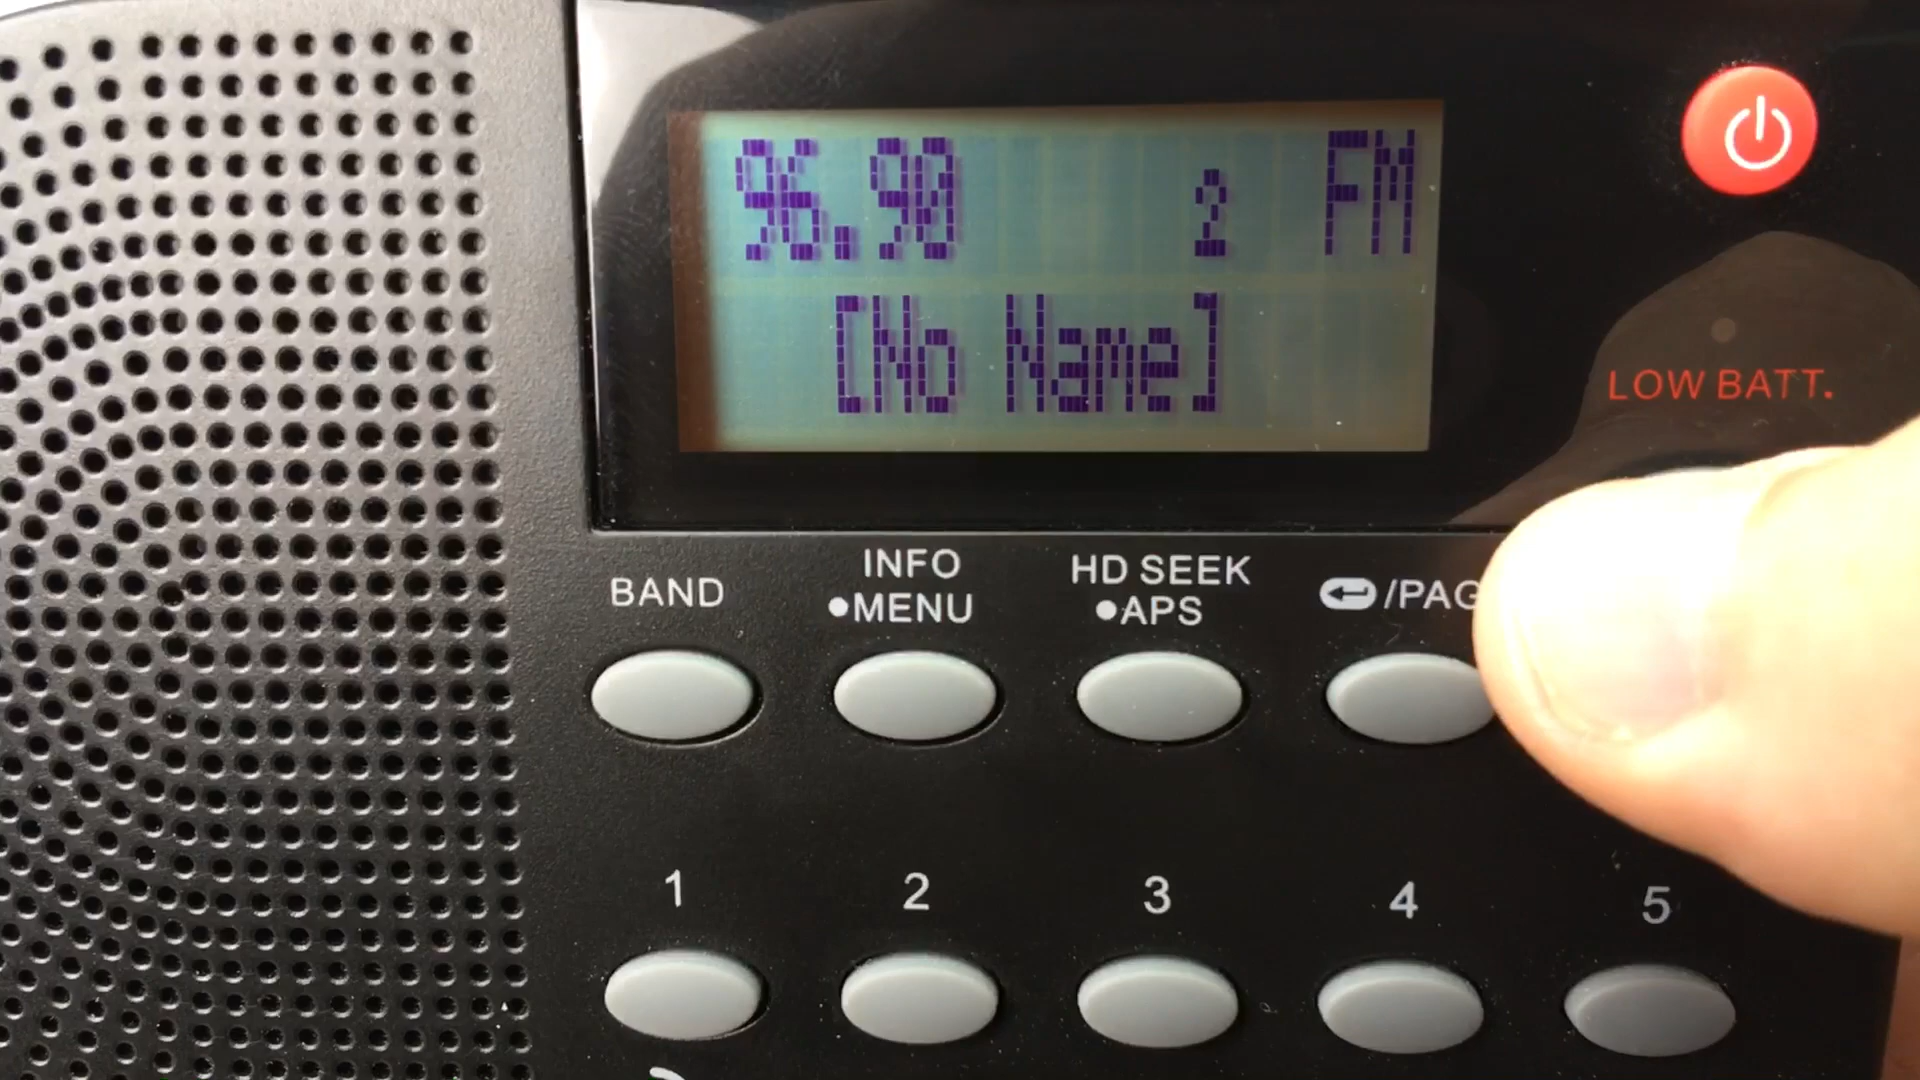 96.90 2 FM
[No Name]
LOW BATT.
BAND
INFO
●MENU
HD SEEK
●APS
/PAG
1 2 3 4 5